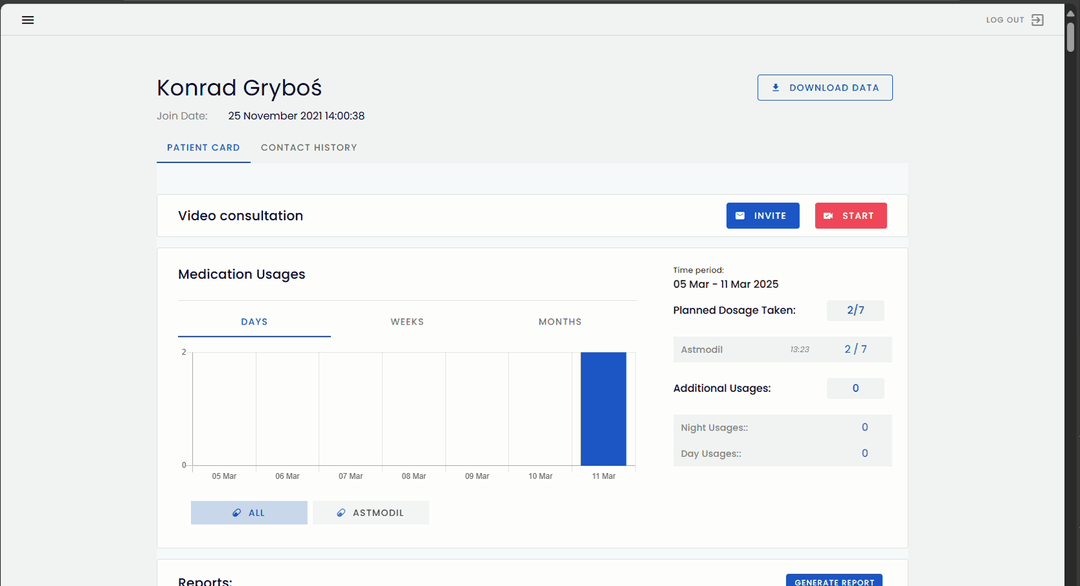 LOG OUT
Konrad Gryboś
DOWNLOAD DATA
Join Date: 25 November 2021 14:00:38
PATIENT CARD CONTACT HISTORY
Video consultation
INVITE START
Medication Usages
DAYS WEEKS MONTHS
2
0
05 Mar 06 Mar 07 Mar 08 Mar 09 Mar 10 Mar 11 Mar
ALL ASTMODIL
Time period:
05 Mar - 11 Mar 2025
Planned Dosage Taken: 2/7
Astmodil 13:23 2 / 7
Additional Usages: 0
Night Usages:: 0
Day Usages:: 0
Reports:
GENERATE REPORT